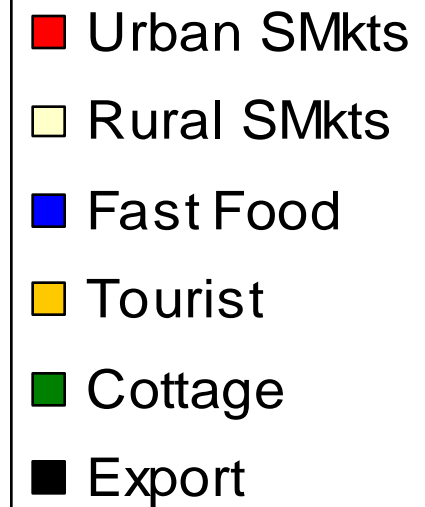 Urban SMkts
Rural SMkts
Fast Food
Tourist
Cottage
Export